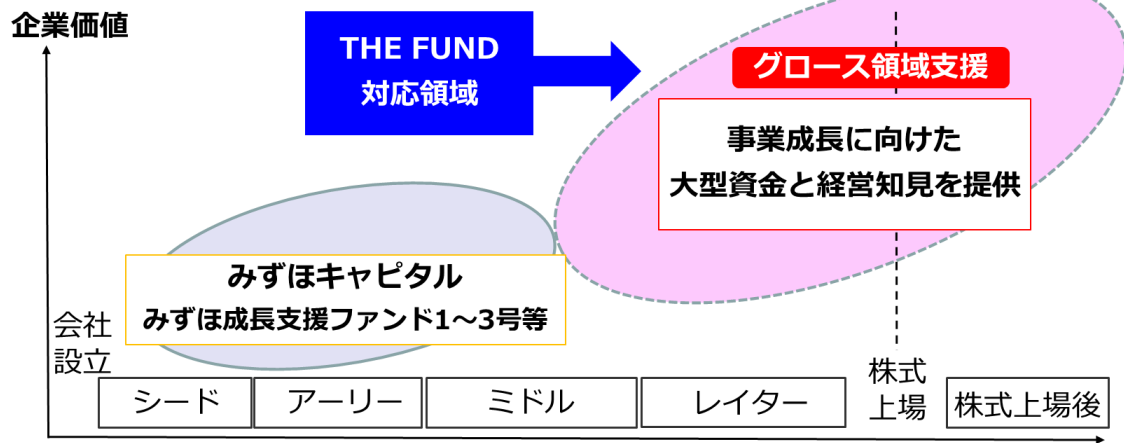 企業価値
THE FUND
対応領域
グロース領域支援
事業成長に向けた
大型資金と経営知見を提供
みずほキャピタル
みずほ成長支援ファンド1～3号等
会社
設立
シード
アーリー
ミドル
レイター
株式
上場
株式上場後